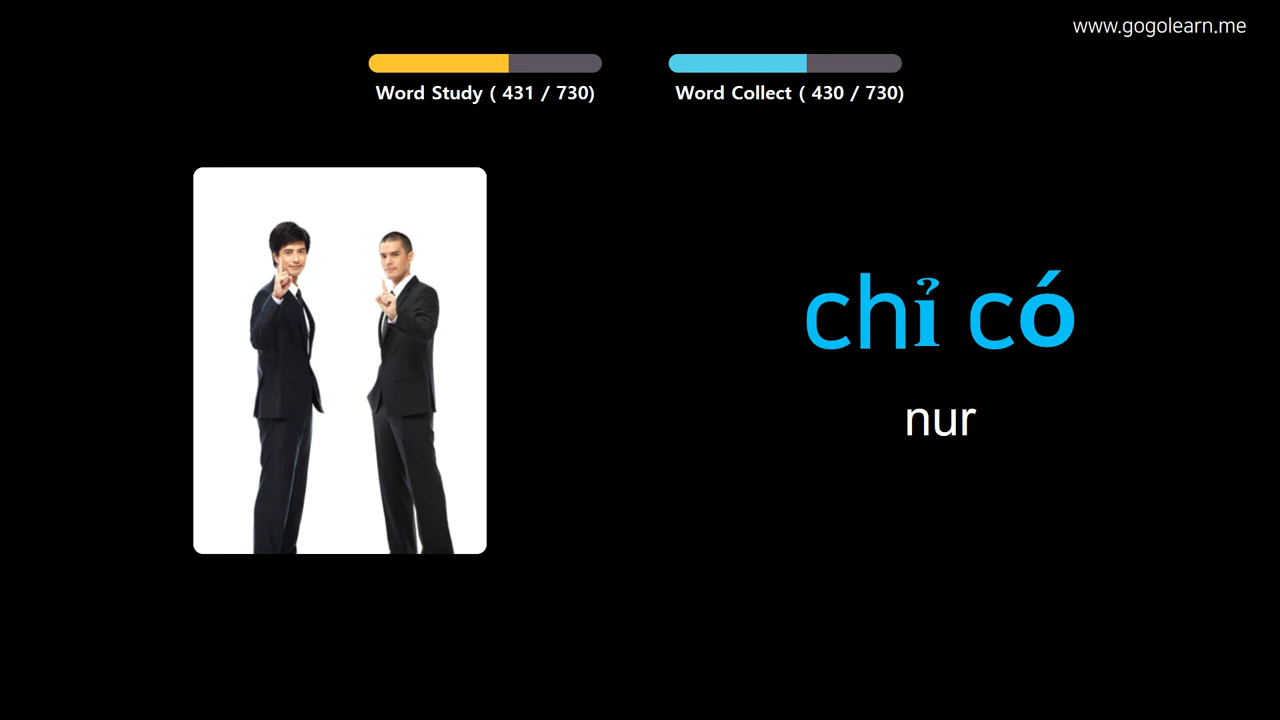 www.gogolearn.me
Word Study ( 431 / 730)
Word Collect ( 430 / 730)
chỉ có
nur